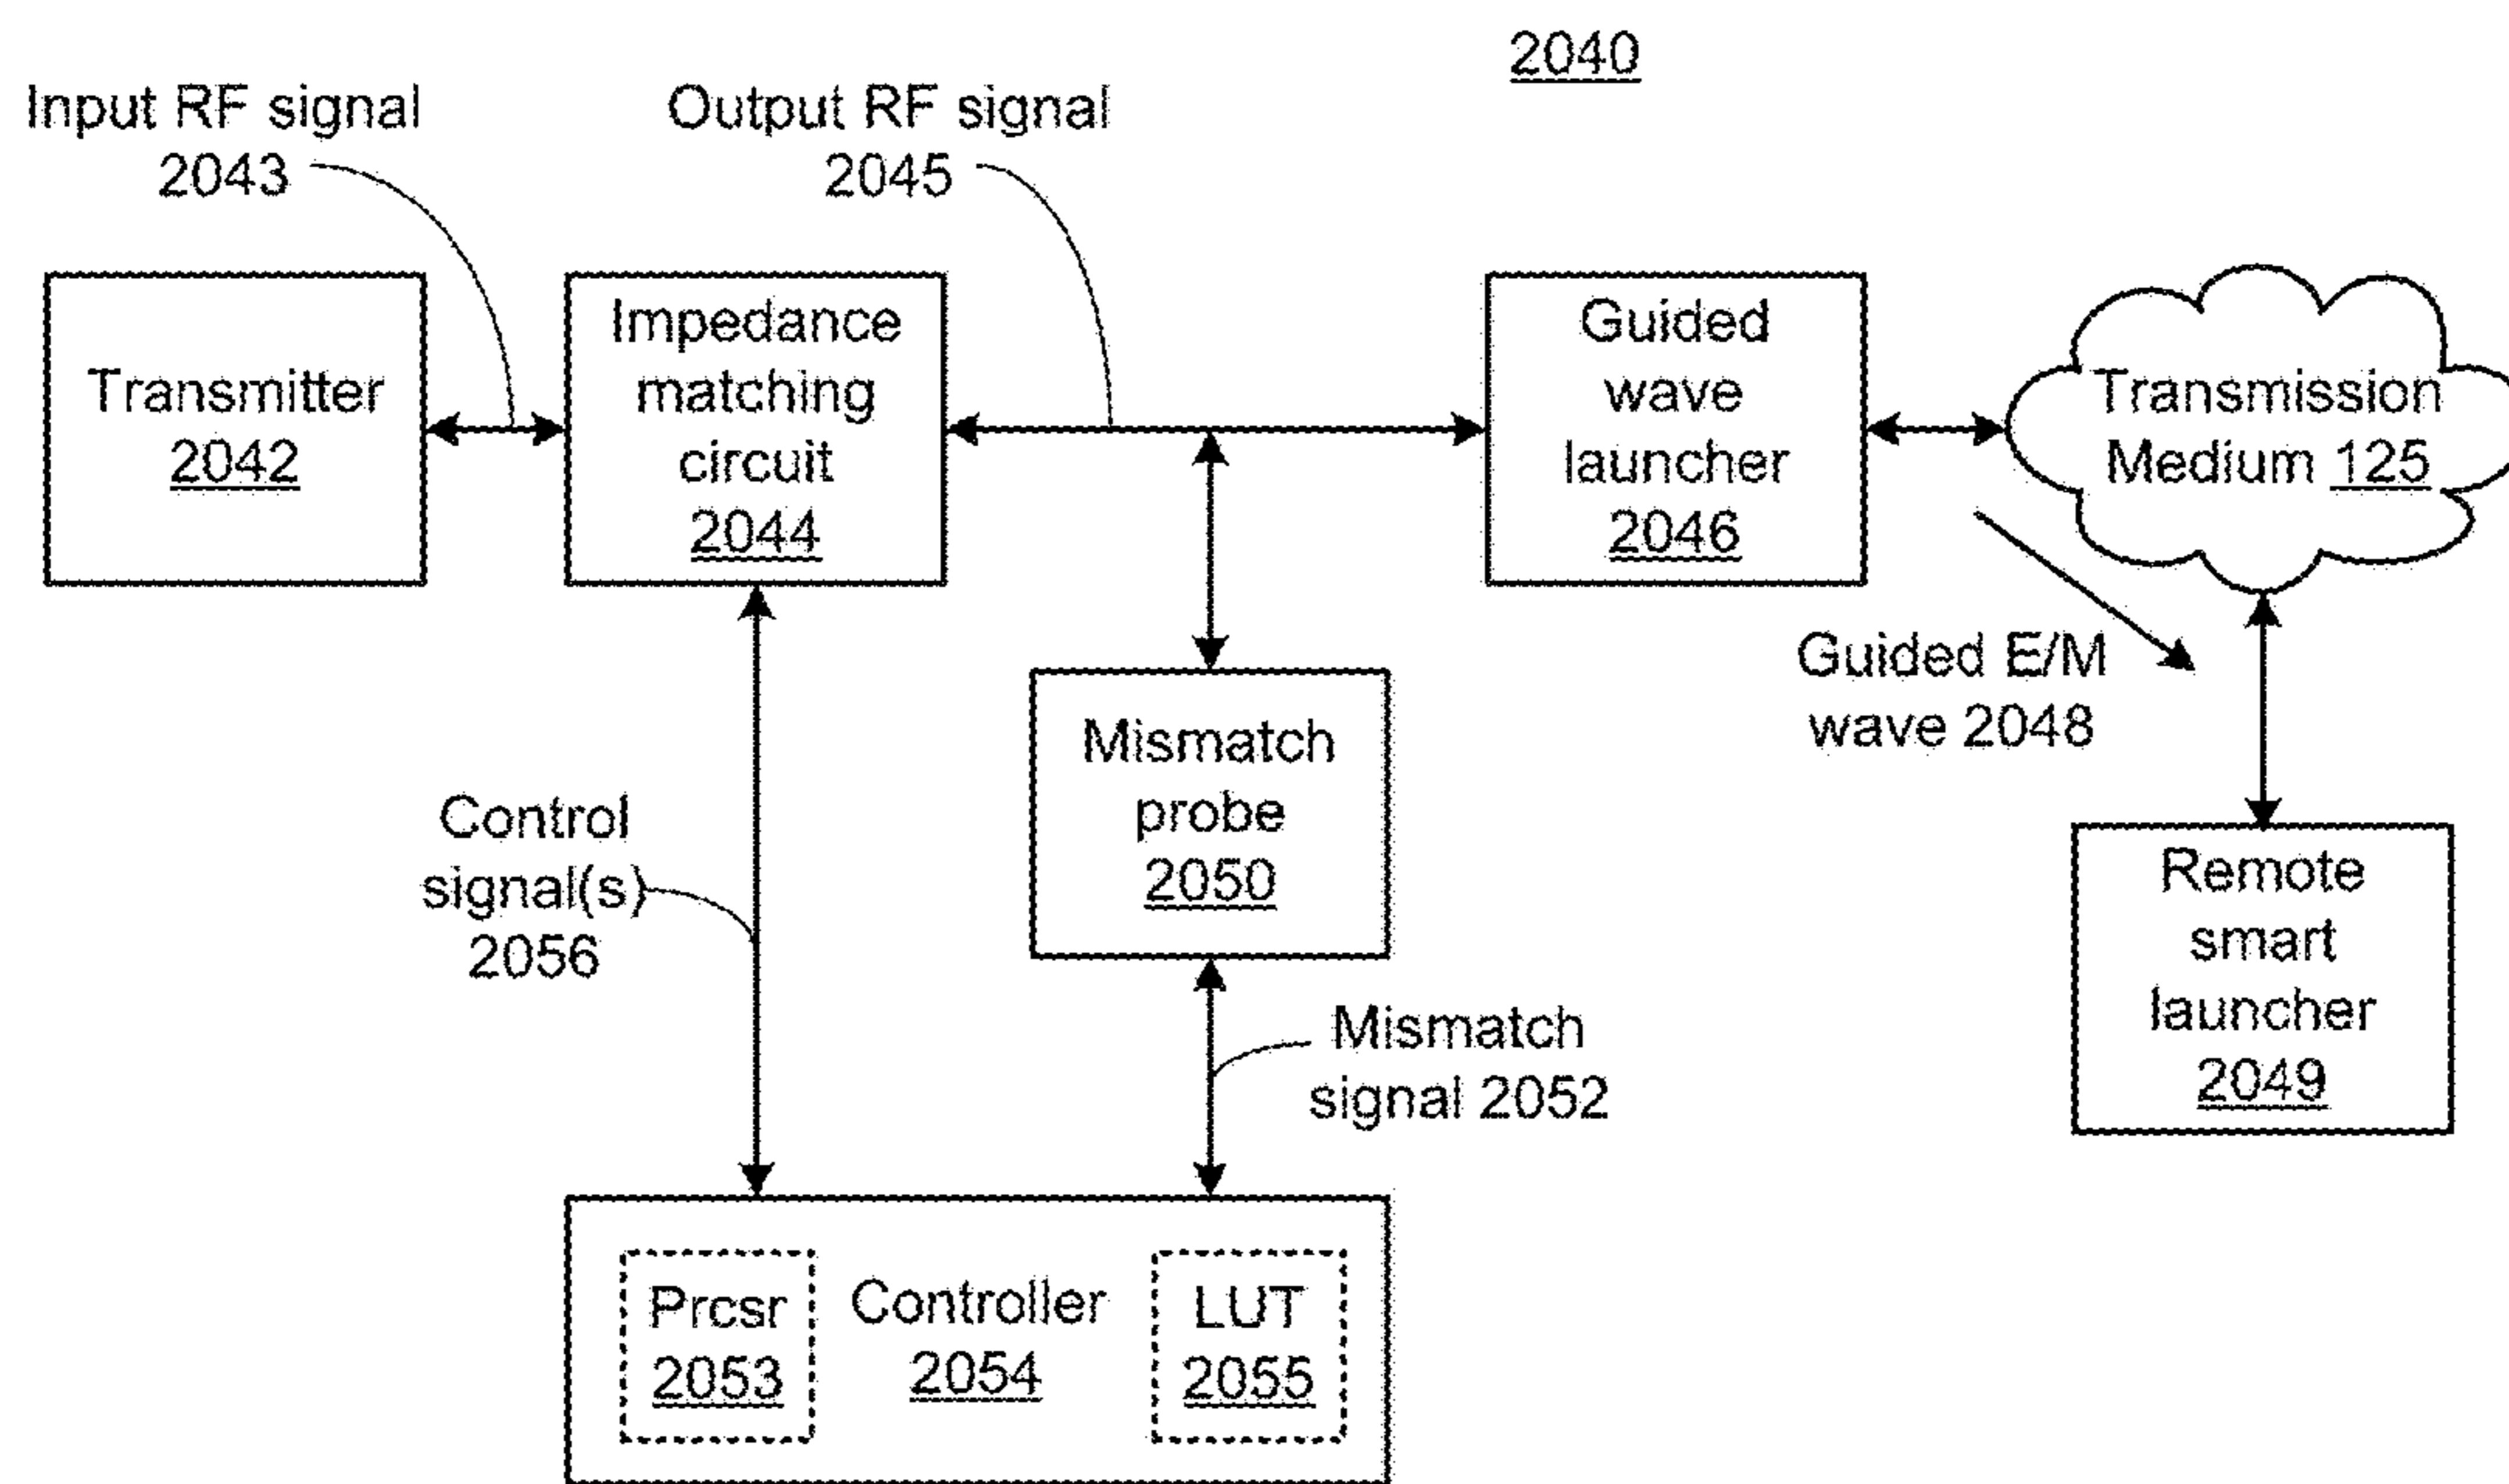 2040
Input RF signal
2043
Output RF signal
2045
Transmitter
2042
Impedance
matching
circuit
2044
Guided
wave
launcher
2046
Transmission
Medium 125
Guided E/M
wave 2048
Mismatch
probe
2050
Control
signal(s)
2056
Remote
smart
launcher
2049
Mismatch
signal 2052
Prcsr
2053
Controller
2054
LUT
2055